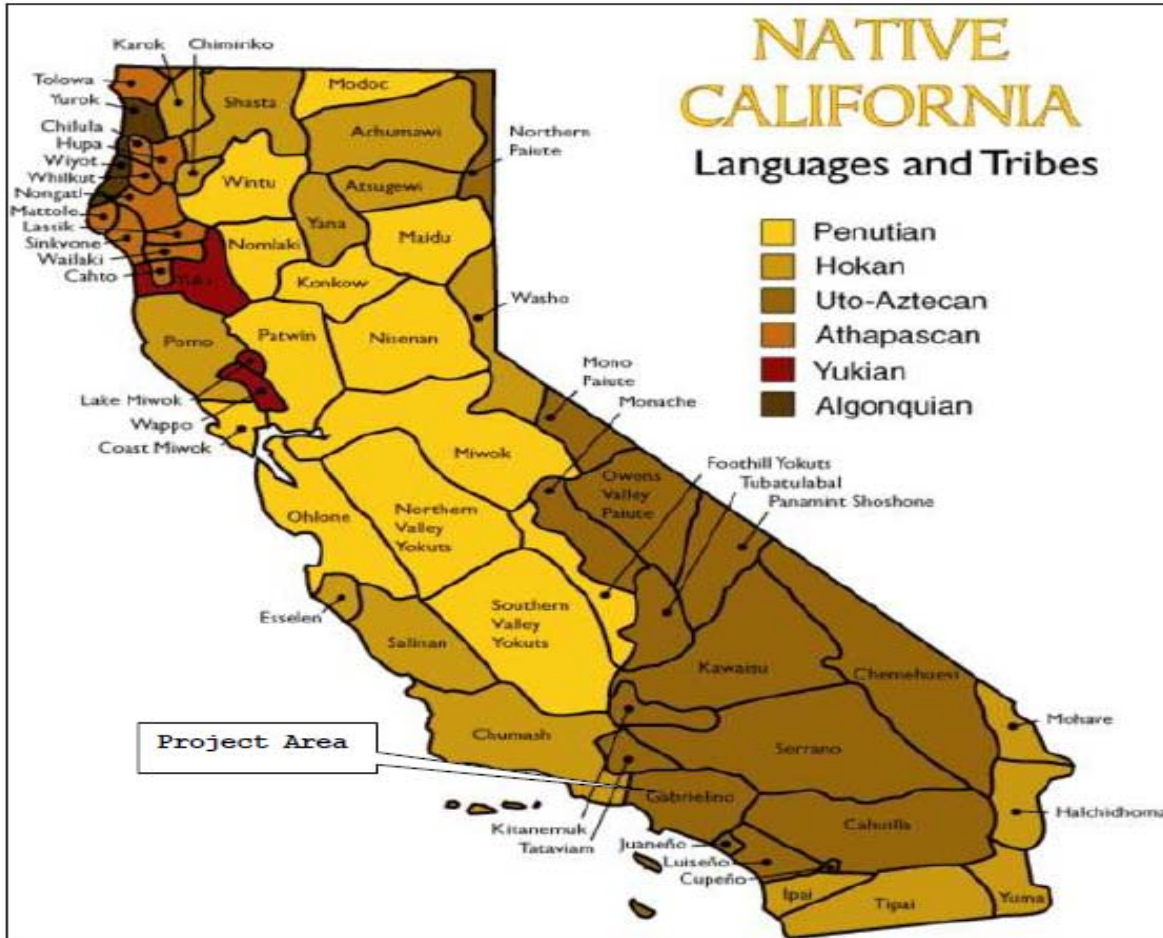 NATIVE
CALIFORNIA
Languages and Tribes
Penutian
Hokan
Uto-Aztecan
Athapascan
Yukian
Algonquian
Karok
Chimiriko
Tolowa
Yurok
Chilula
Hupa
Wiyot
Whilkut
Nongatl
Mattole
Lassik
Sinkyone
Wailaki
Cahto
Modoc
Shasta
Achumawi
Northern
Paiute
Wintu
Atsugewi
Yana
Nomlaki
Maidu
Yuki
Konkow
Washo
Pomo
Patwin
Nisenan
Mono
Paiute
Monache
Lake Miwok
Wappo
Coast Miwok
Miwok
Foothill Yokuts
Tubatulabal
Panamint Shoshone
Owens
Valley
Paiute
Ohlone
Northern
Valley
Yokuts
Esselen
Salinan
Southern
Valley
Yokuts
Kawaiisu
Chemehuevi
Mohave
Project Area
Chumash
Serrano
Gabrielino
Halchidhoma
Kitanemuk
Tataviam
Cahuilla
Juaneño
Luiseño
Cupeño
Ipai
Tipai
Yuma